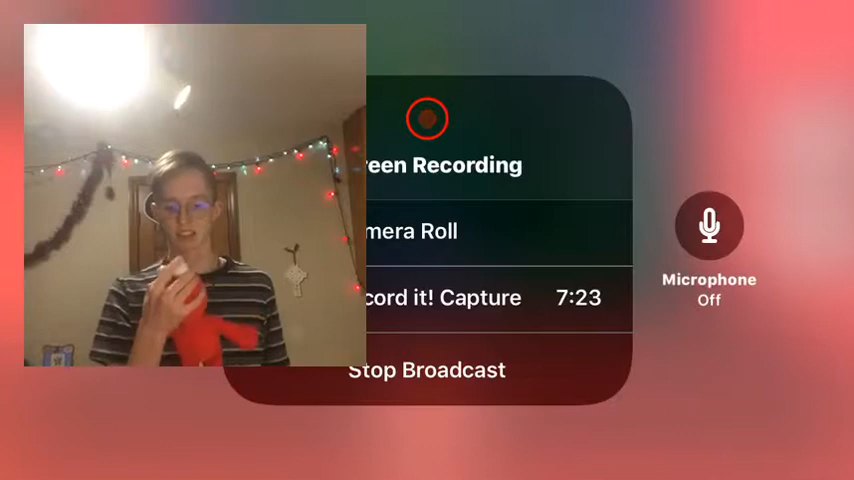 reen Recording
mera Roll
cord it! Capture 7:23
Stop Broadcast
Microphone
Off